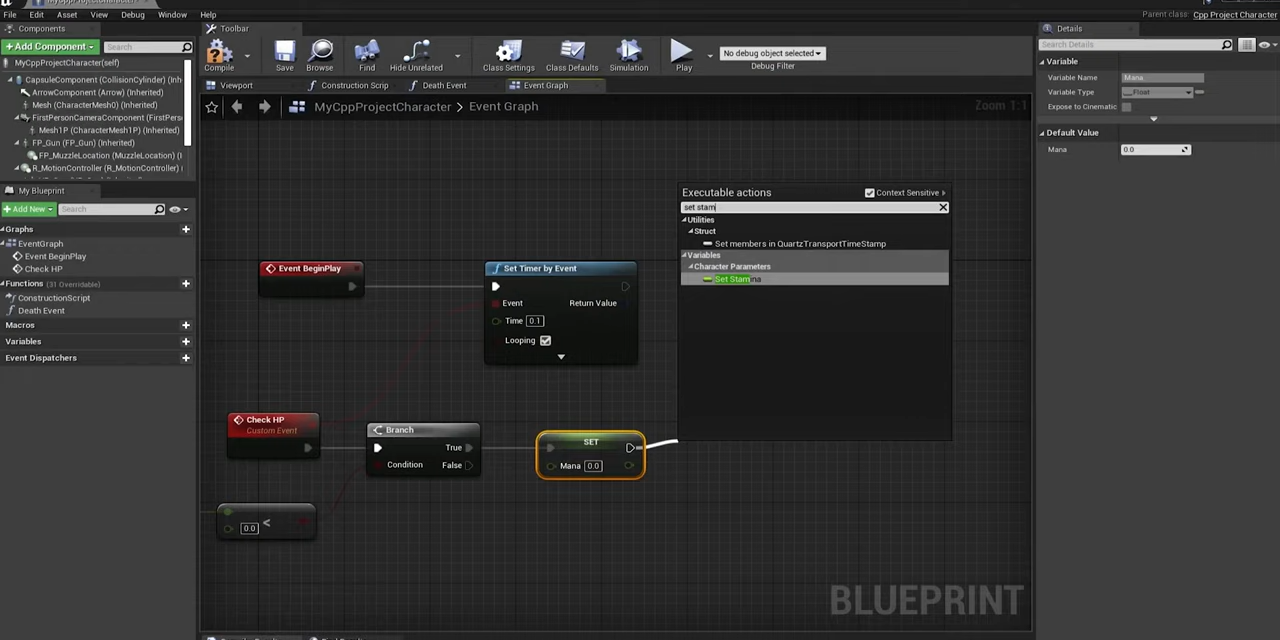 File Edit Asset View Debug Window Help
Parent class: Cpp Project Character
Components
+ Add Component
Search
MyCppProjectCharacter(self)
CapsuleComponent (CollisionCylinder) (Inh
ArrowComponent (Arrow) (Inherited)
Mesh (CharacterMesh0) (Inherited)
FirstPersonCameraComponent (FirstPers
Mesh1P (CharacterMesh1P) (Inherited)
FP_Gun (FP_Gun) (Inherited)
FP_MuzzleLocation (MuzzleLocation) (I
R_MotionController (R_MotionController) (
My Blueprint
+ Add New
Search
Graphs
EventGraph
Event BeginPlay
Check HP
Functions (31 Overridable)
ConstructionScript
Death Event
Macros
Variables
Event Dispatchers
Toolbar
Compile
Save
Browse
Find
Hide Unrelated
Class Settings
Class Defaults
Simulation
Play
No debug object selected
Debug Filter
Viewport
Construction Scrip
Death Event
Event Graph
MyCppProjectCharacter > Event Graph
Zoom 1:1
Event BeginPlay
Set Timer by Event
Event
Return Value
Time 0.1
Looping
Check HP
Custom Event
Branch
True
Condition
False
SET
Mana 0.0
0.0
<
Executable actions
Context Sensitive
set stam
Utilities
Struct
Set members in QuartzTransportTimeStamp
Variables
Character Parameters
Set Stamina
BLUEPRINT
Details
Search Details
Variable
Variable Name Mana
Variable Type Float
Expose to Cinematic
Default Value
Mana 0.0